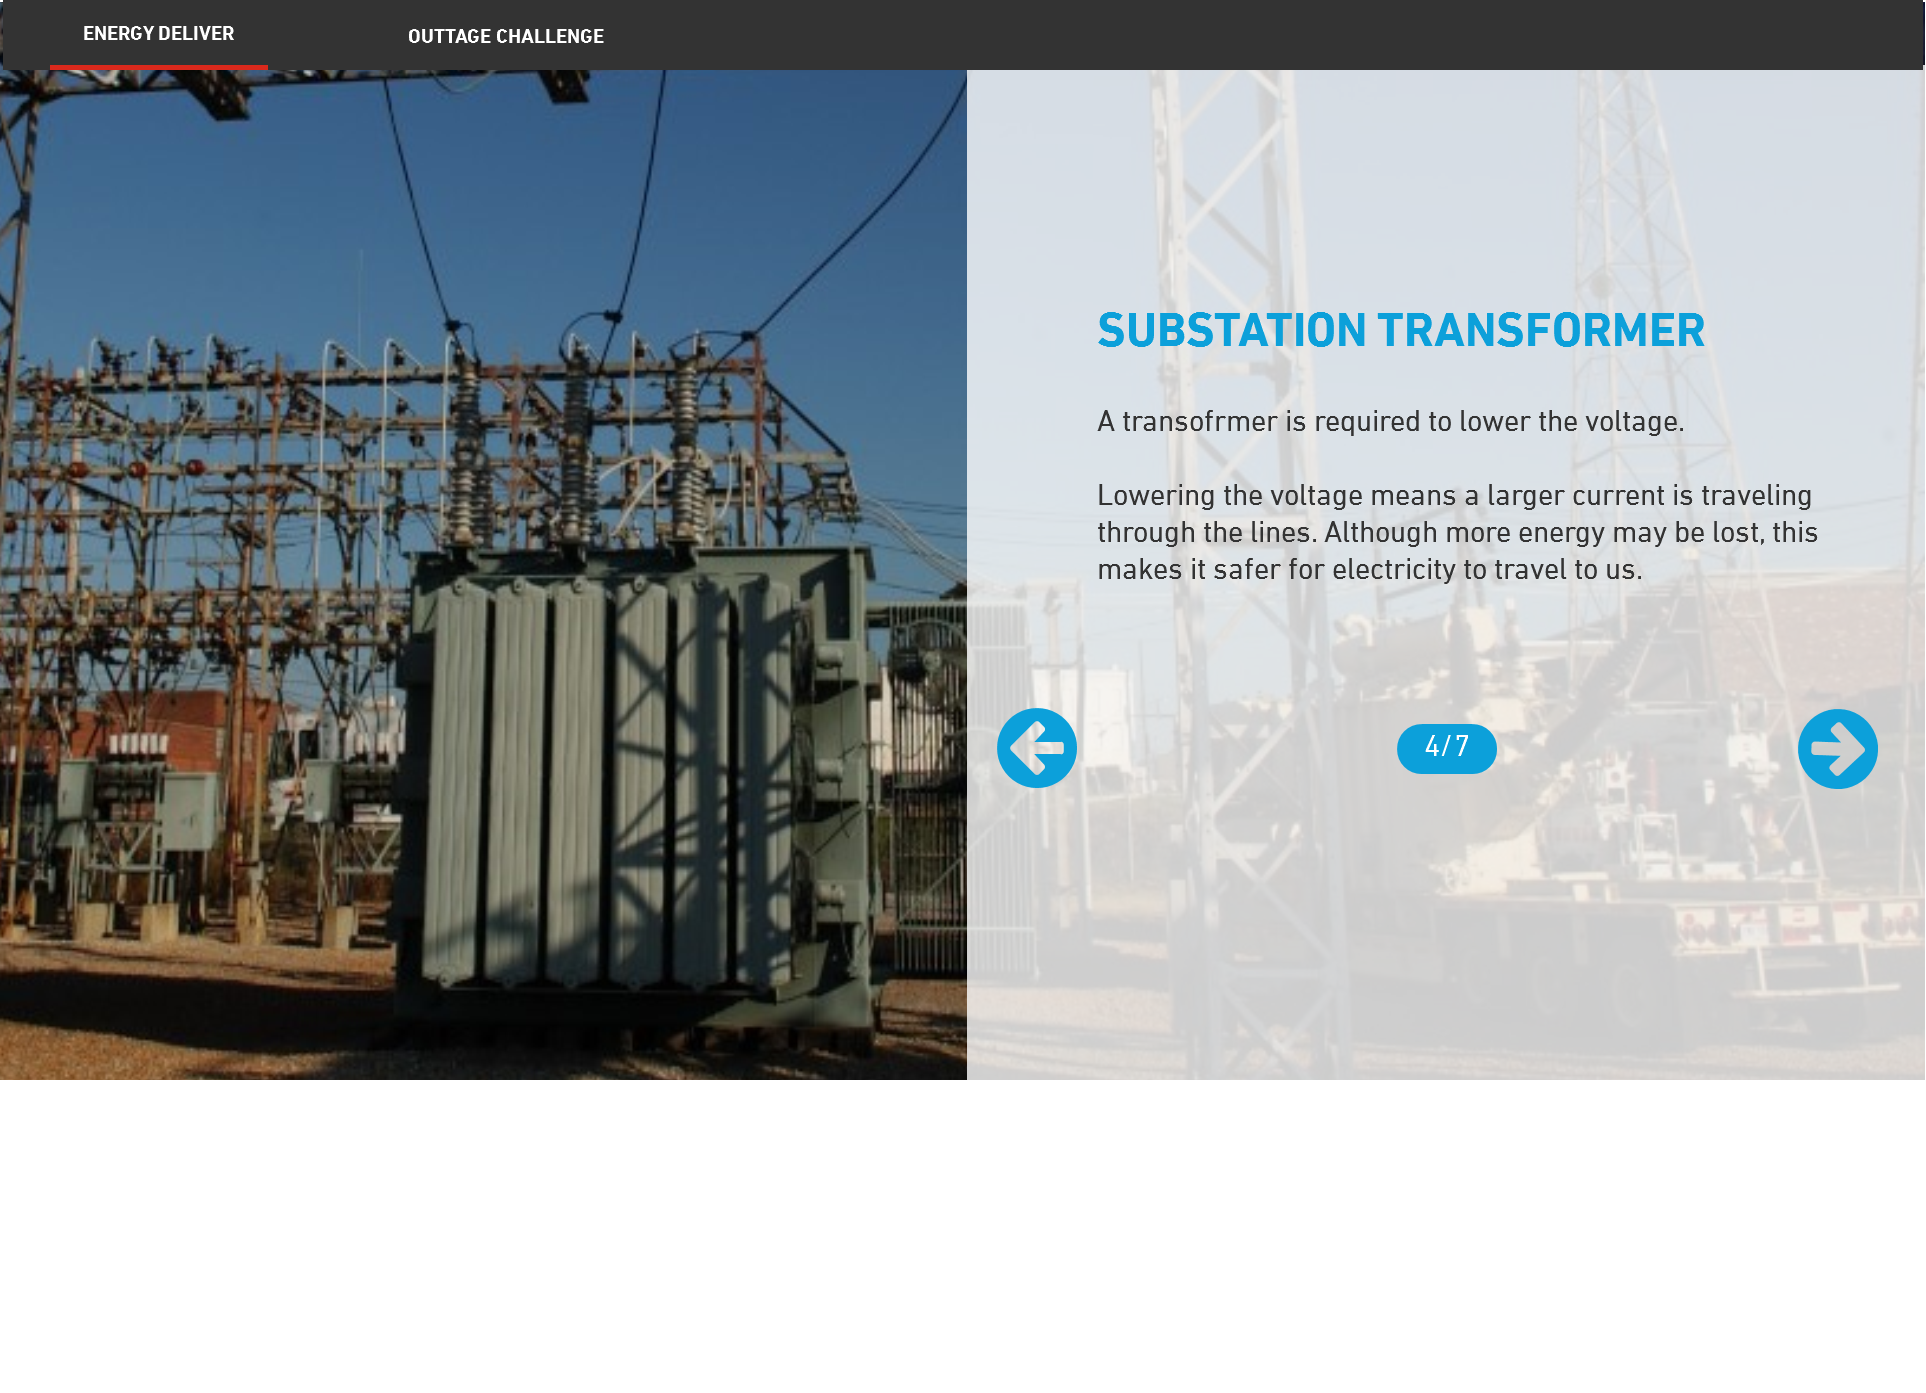 ENERGY DELIVER
OUTTAGE CHALLENGE
SUBSTATION TRANSFORMER
A transofrmer is required to lower the voltage.
Lowering the voltage means a larger current is traveling
through the lines. Although more energy may be lost, this
makes it safer for electricity to travel to us.
4/7